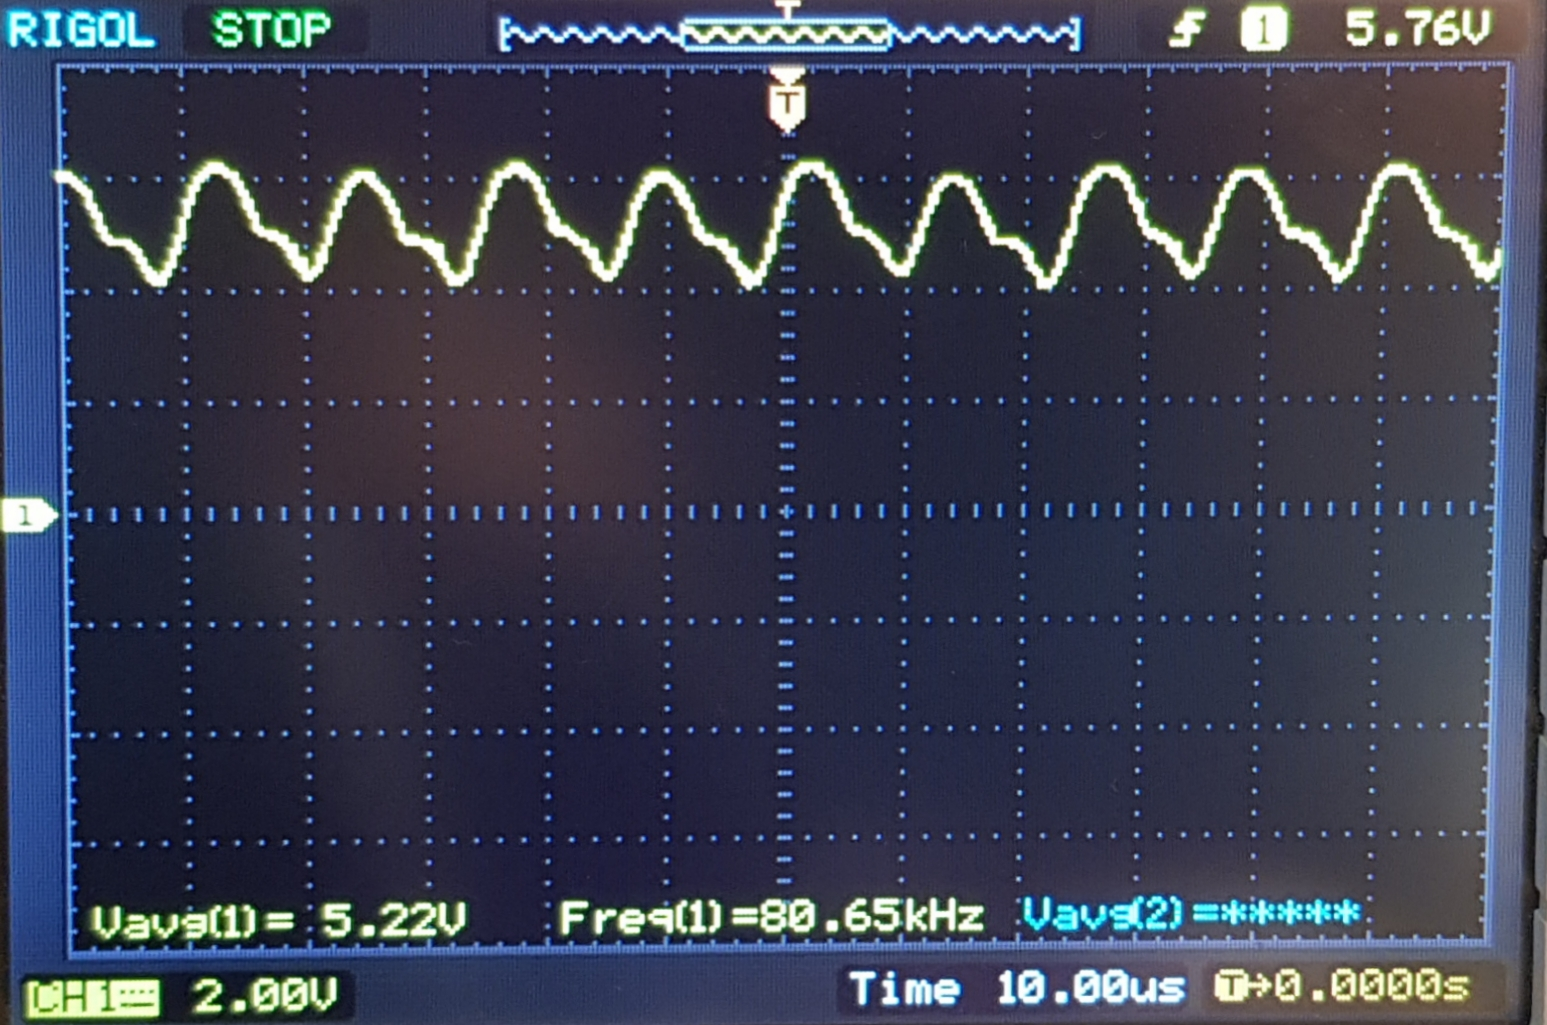 RIGOL STOP T 1 5.76V
T
1
Vavg(1)= 5.22V Freq(1)=80.65kHz Vavg(2)=*****
CH1 2.00V Time 10.00us T→0.0000s